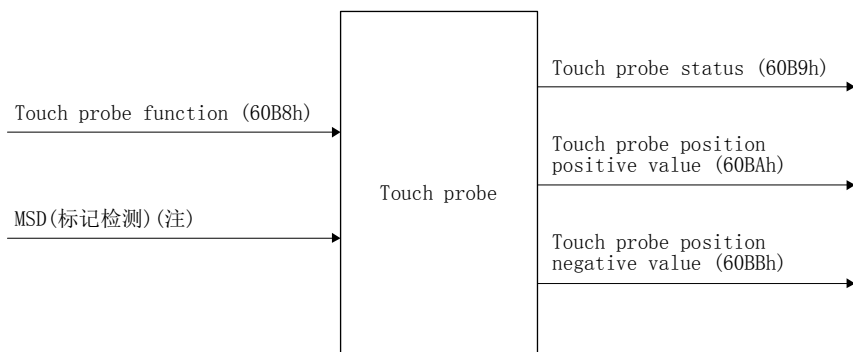 Touch probe function (60B8h)
MSD(标记检测)(注)
Touch probe
Touch probe status (60B9h)
Touch probe position
positive value (60BAh)
Touch probe position
negative value (60BBh)